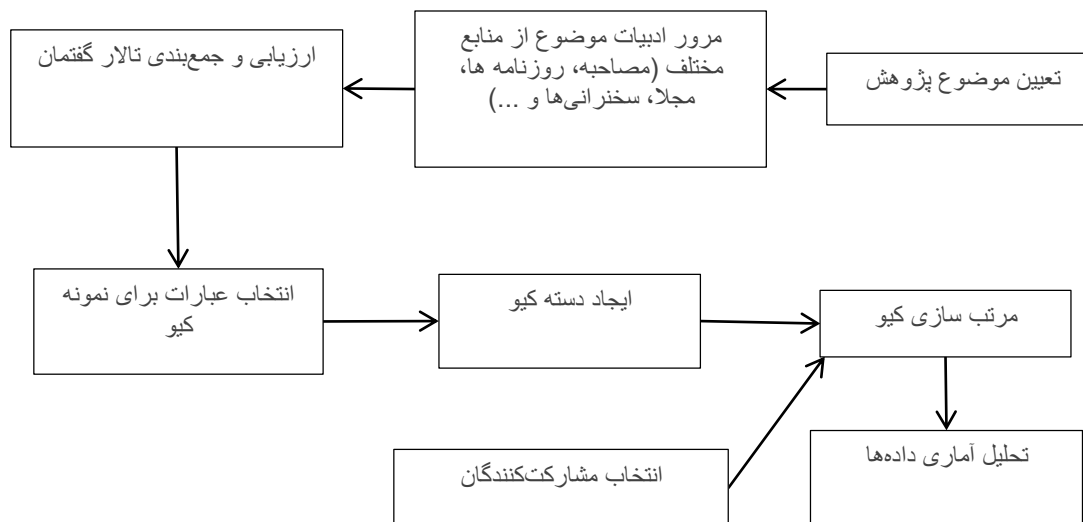 تعیین موضوع پژوهش
مرور ادبیات موضوع از منابع
مختلف (مصاحبه، روزنامه ها،
مجلا، سخنرانی‌ها و ...)
ارزیابی و جمع‌بندی تالار گفتمان
انتخاب عبارات برای نمونه
کیو
ایجاد دسته کیو
مرتب سازی کیو
انتخاب مشارکت‌کنندگان
تحلیل آماری داده‌ها